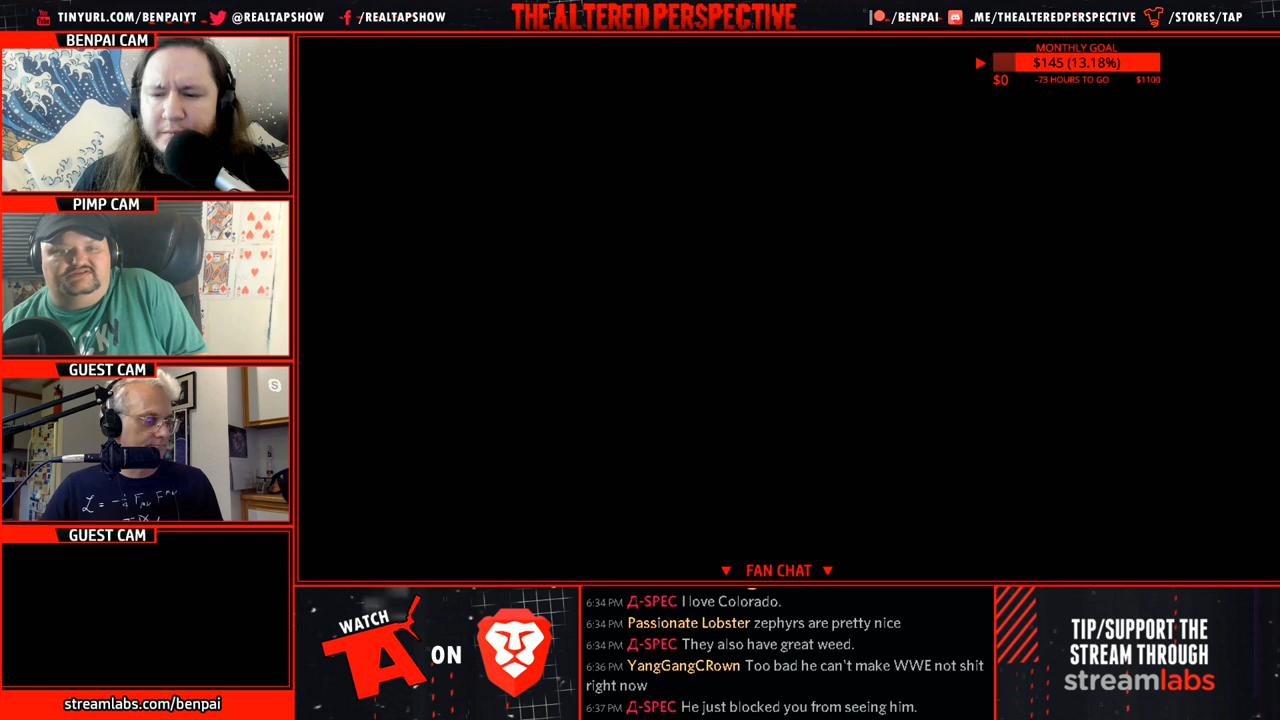 TINYURL.COM/BENPAIYT
@REALTAPSHOW
/REALTAPSHOW
THE ALTERED PERSPECTIVE
/BENPAI
.ME/THEALTEREDPERSPECTIVE
/STORES/TAP
BENPAI CAM
MONTHLY GOAL
$145 (13.18%)
$0
-73 HOURS TO GO
$1100
PIMP CAM
GUEST CAM
GUEST CAM
streamlabs.com/benpai
FAN CHAT
WATCH
TA
ON
6:34 PM Д-SPEC I love Colorado.
6:34 PM Passionate Lobster zephyrs are pretty nice
6:34 PM Д-SPEC They also have great weed.
6:36 PM YangGangCRown Too bad he can't make WWE not shit
right now
6:37 PM Д-SPEC He just blocked you from seeing him.
TIP/SUPPORT THE
STREAM THROUGH
streamlabs